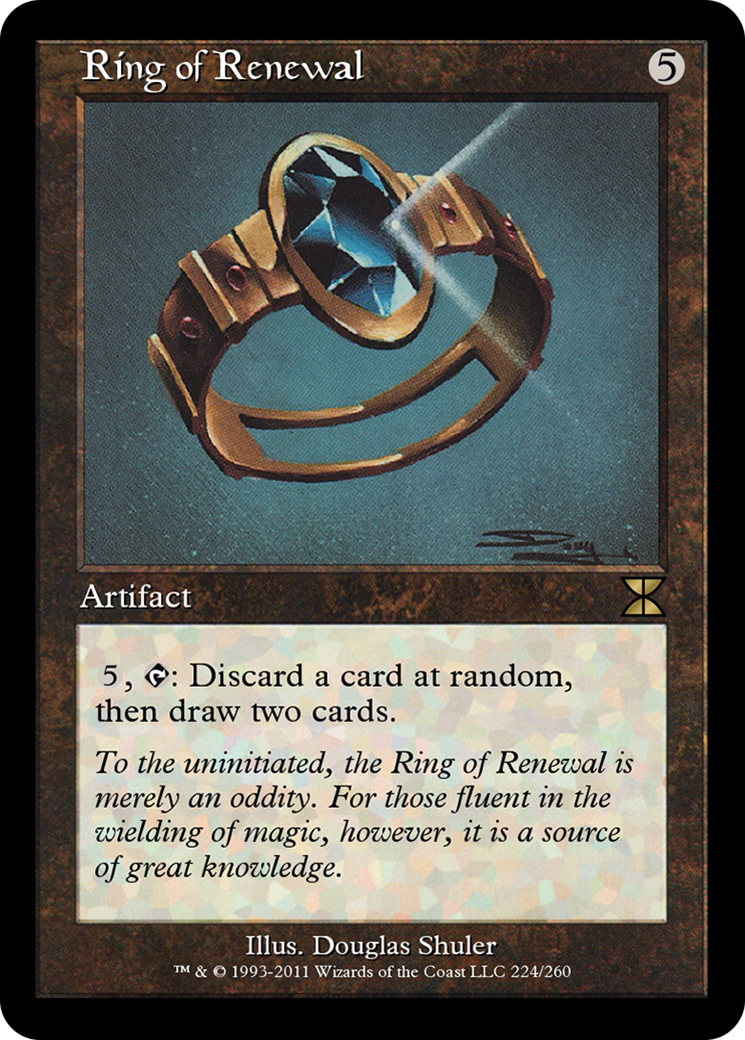 Ring of Renewal 5
Artifact
5, : Discard a card at random,
then draw two cards.
To the uninitiated, the Ring of Renewal is
merely an oddity. For those fluent in the
wielding of magic, however, it is a source
of great knowledge.
Illus. Douglas Shuler
™ & © 1993-2011 Wizards of the Coast LLC 224/260